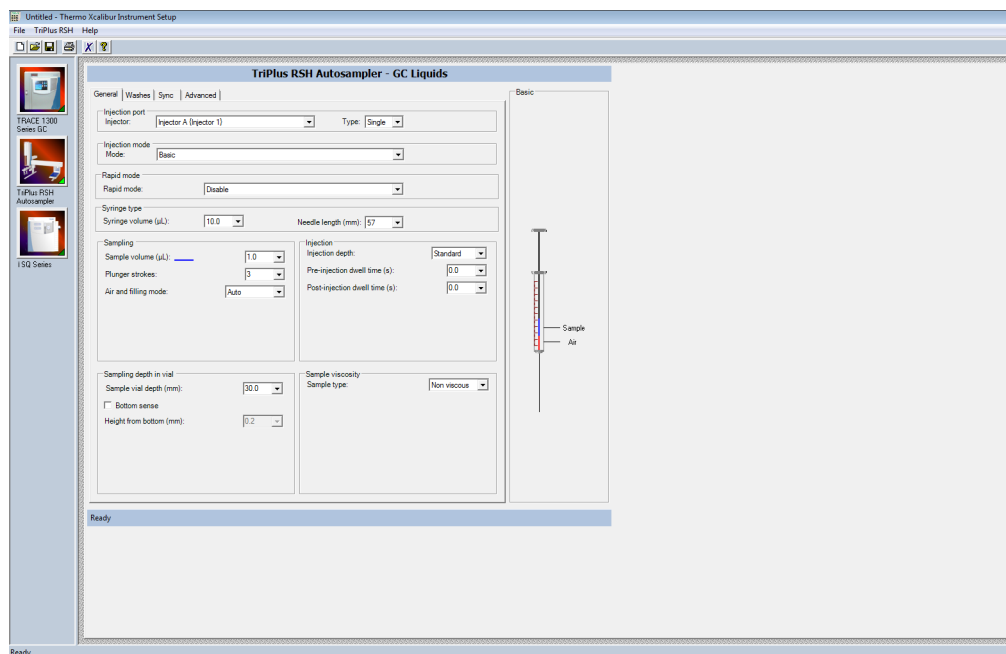 Untitled - Thermo Xcalibur Instrument Setup
File TriPlus RSH Help
TRACE 1300
Series GC
TriPlus RSH
Autosampler
ISQ Series
TriPlus RSH Autosampler - GC Liquids
General Washes Sync Advanced
Injection port
Injector: Injector A (Injector 1) Type: Single
Injection mode
Mode: Basic
Rapid mode
Rapid mode: Disable
Syringe type
Syringe volume (µL): 10.0 Needle length (mm): 57
Sampling
Sample volume (µL): 1.0
Plunger strokes: 3
Air and filling mode: Auto
Injection
Injection depth: Standard
Pre-injection dwell time (s): 0.0
Post-injection dwell time (s): 0.0
Sampling depth in vial
Sample vial depth (mm): 30.0
Bottom sense
Height from bottom (mm): 0.2
Sample viscosity
Sample type: Non viscous
Basic
Sample
Air
Ready
Ready